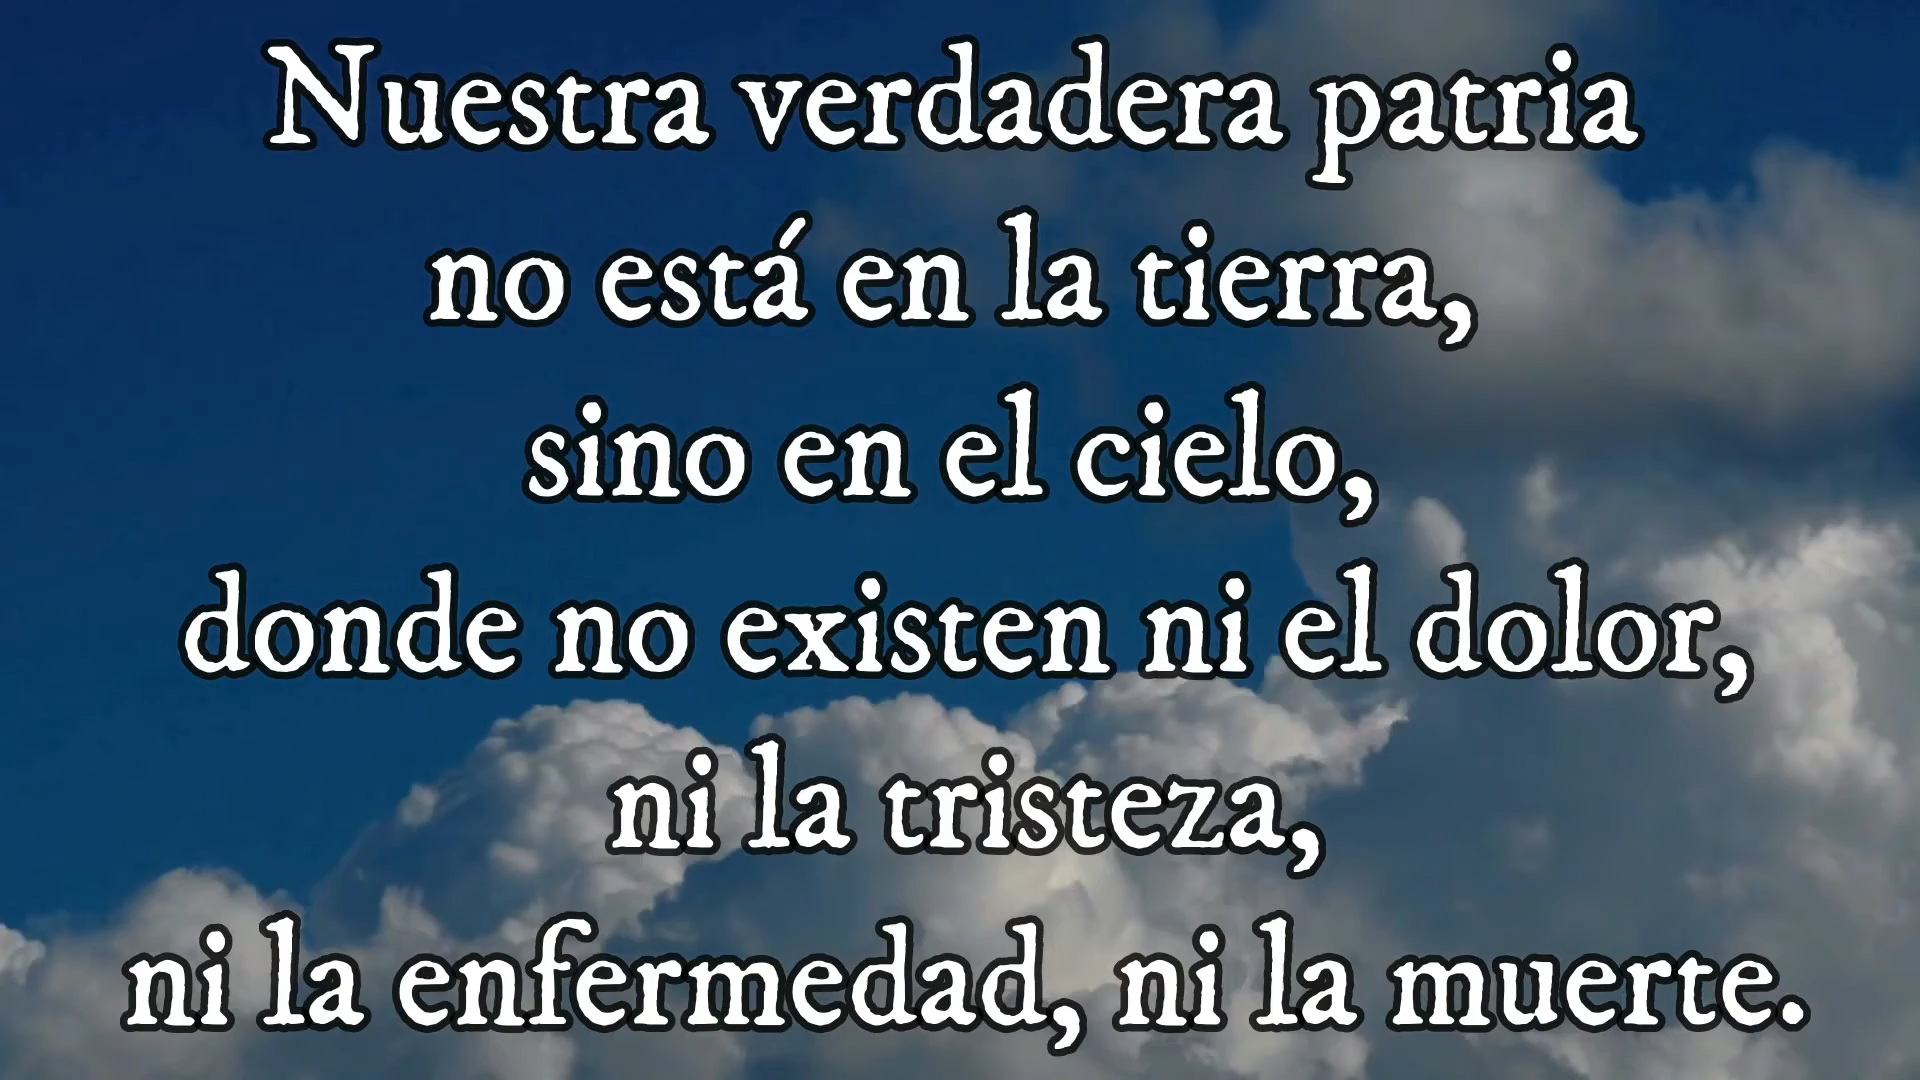 Nuestra verdadera patria
no está en la tierra,
sino en el cielo,
donde no existen ni el dolor,
ni la tristeza,
ni la enfermedad, ni la muerte.